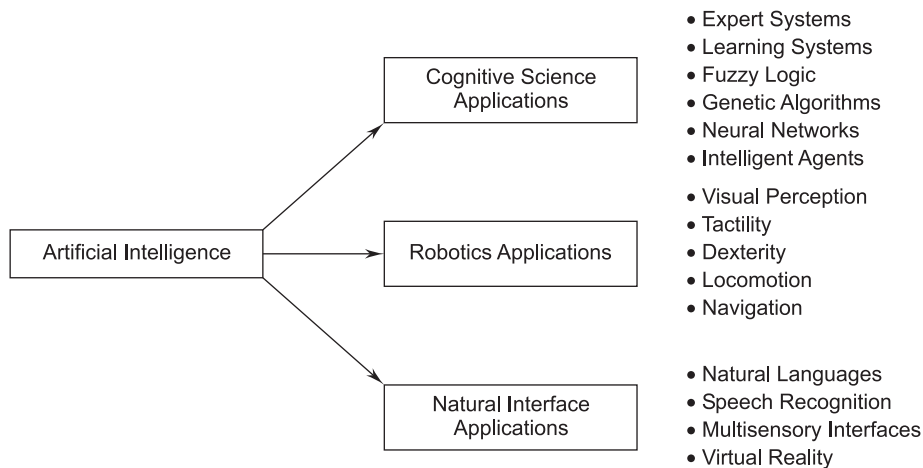 Artificial Intelligence
Cognitive Science
Applications
• Expert Systems
• Learning Systems
• Fuzzy Logic
• Genetic Algorithms
• Neural Networks
• Intelligent Agents
Robotics Applications
• Visual Perception
• Tactility
• Dexterity
• Locomotion
• Navigation
Natural Interface
Applications
• Natural Languages
• Speech Recognition
• Multisensory Interfaces
• Virtual Reality